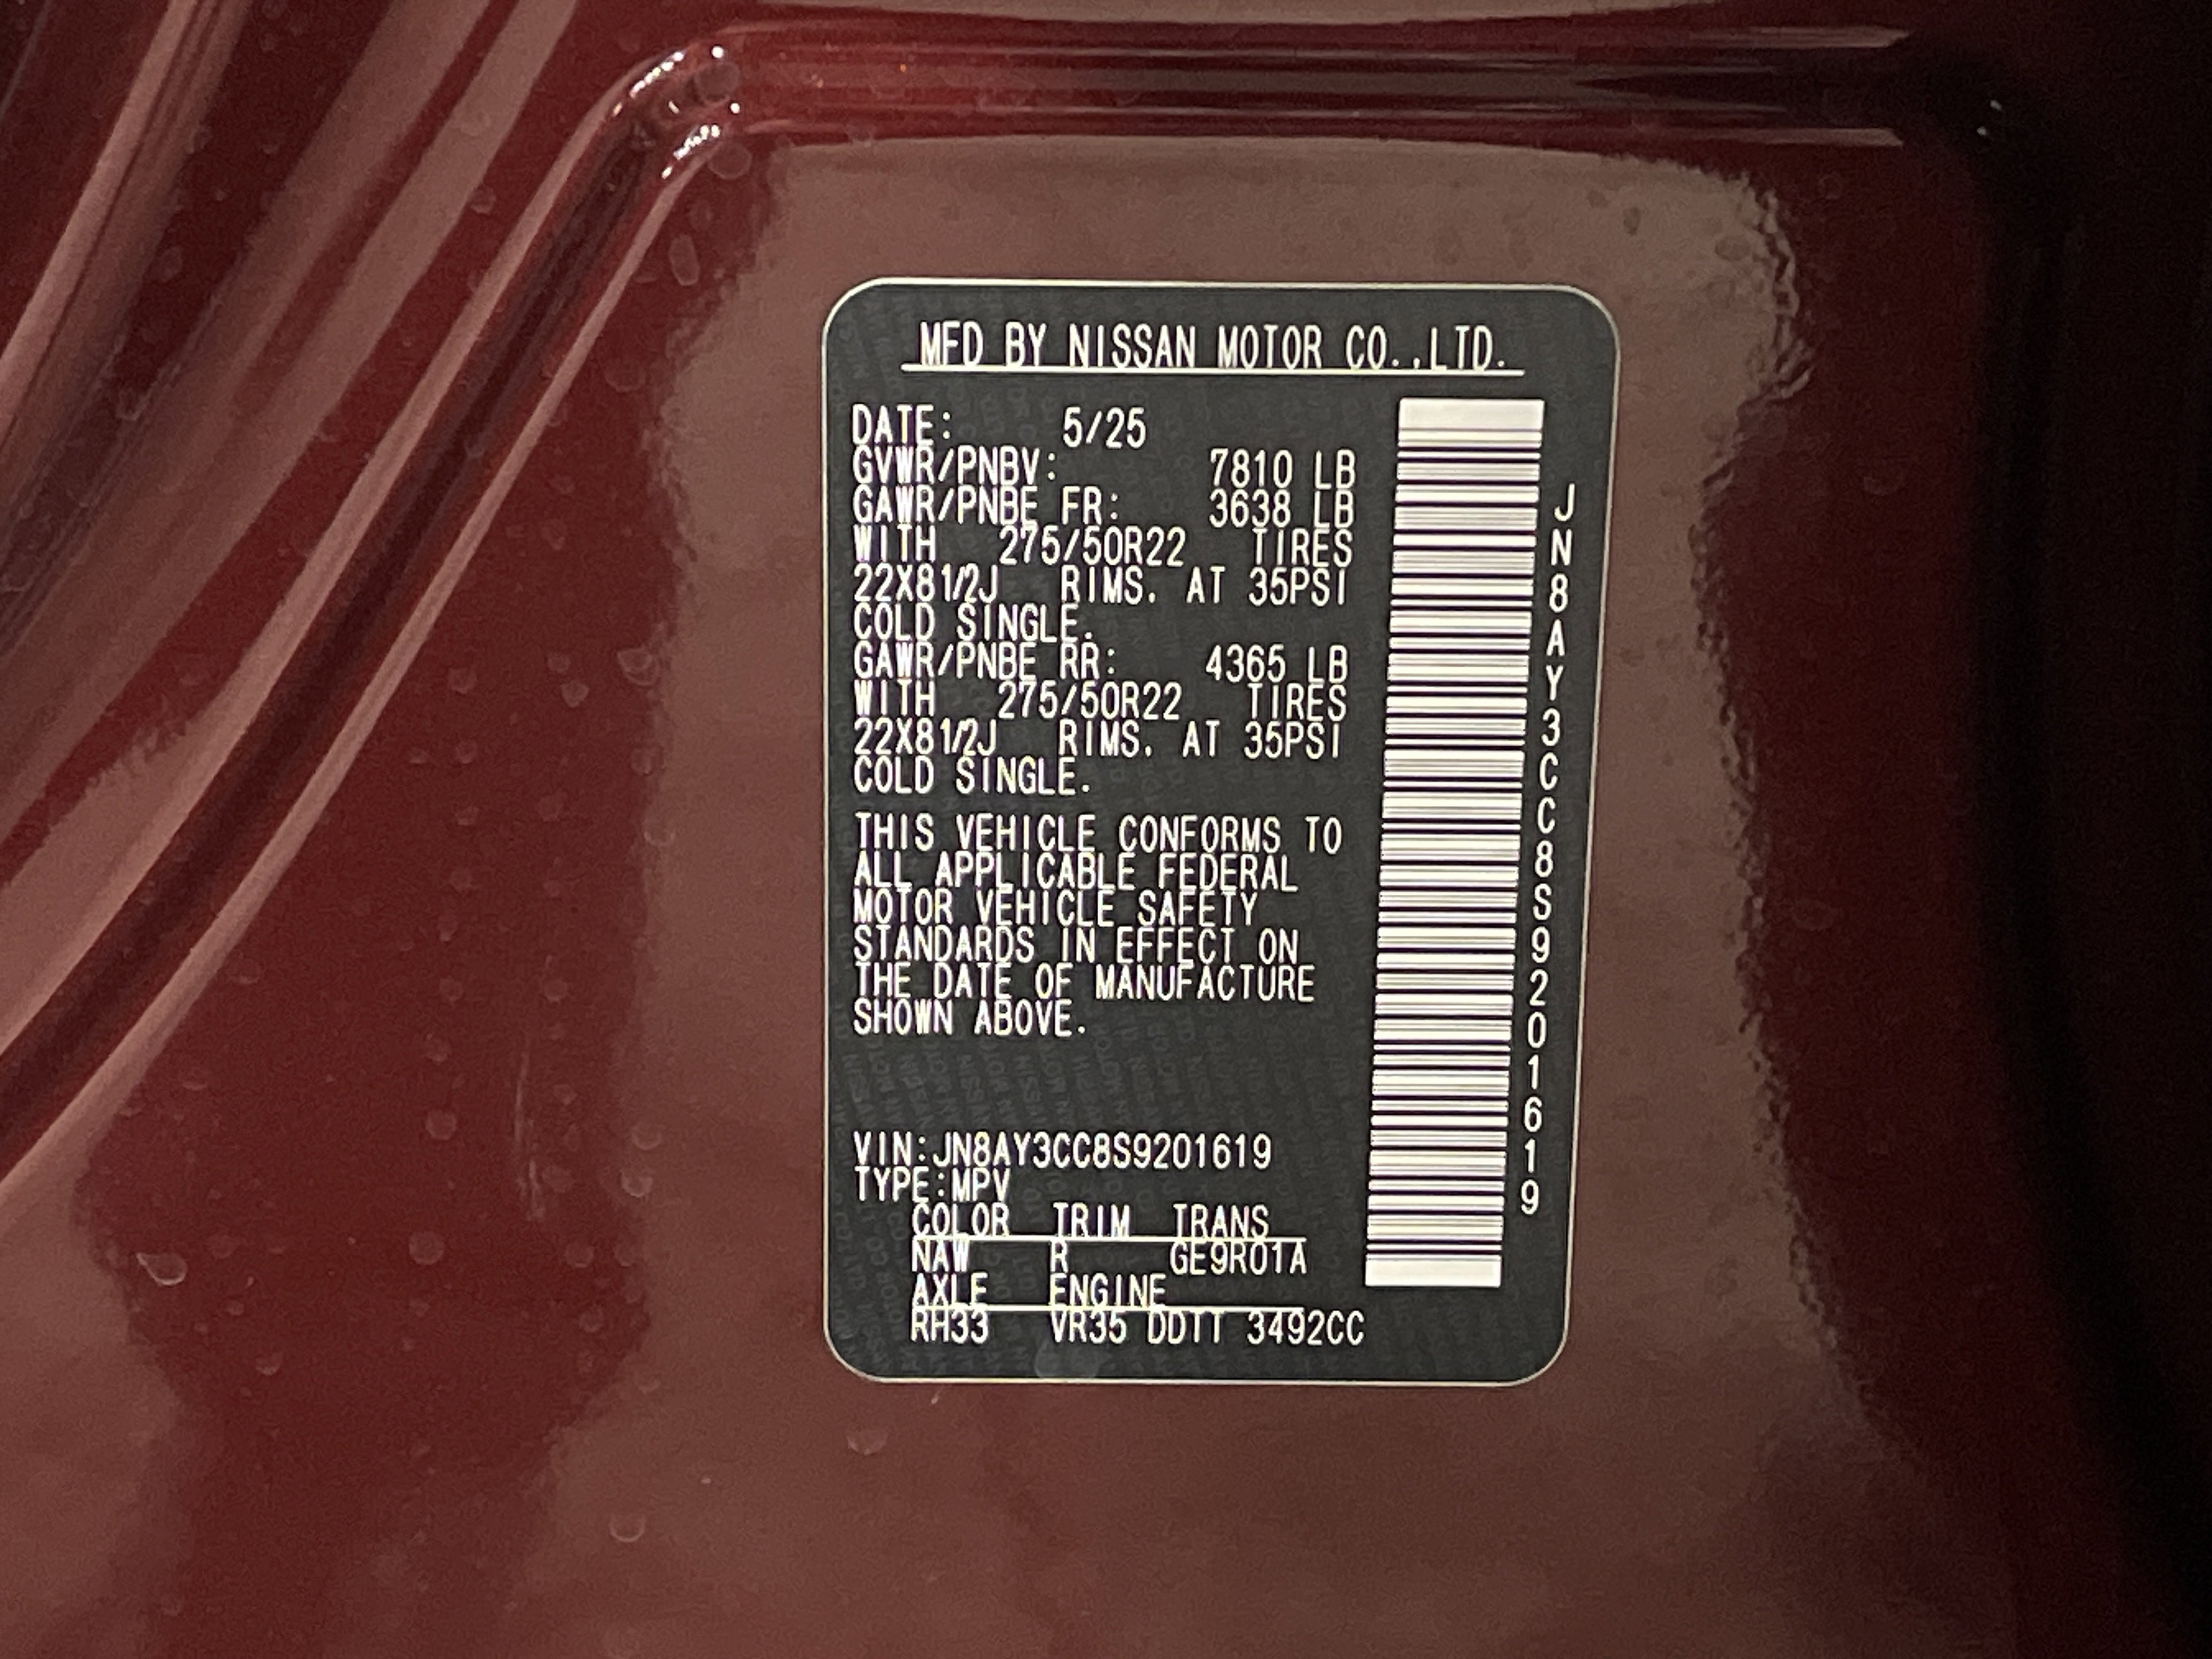 MFD BY NISSAN MOTOR CO.,LTD.
DATE: 5/25
GVWR/PNBV: 7810 LB
GAWR/PNBE FR: 3638 LB
WITH 275/50R22 TIRES
22X81/2J RIMS. AT 35PSI
COLD SINGLE.
GAWR/PNBE RR: 4365 LB
WITH 275/50R22 TIRES
22X81/2J RIMS. AT 35PSI
COLD SINGLE.
THIS VEHICLE CONFORMS TO
ALL APPLICABLE FEDERAL
MOTOR VEHICLE SAFETY
STANDARDS IN EFFECT ON
THE DATE OF MANUFACTURE
SHOWN ABOVE.
VIN:JN8AY3CC8S9201619
TYPE:MPV
COLOR TRIM TRANS
NAW R GE9R01A
AXLE ENGINE
RH33 VR35 DDTT 3492CC
JN8AY3CC8S9201619